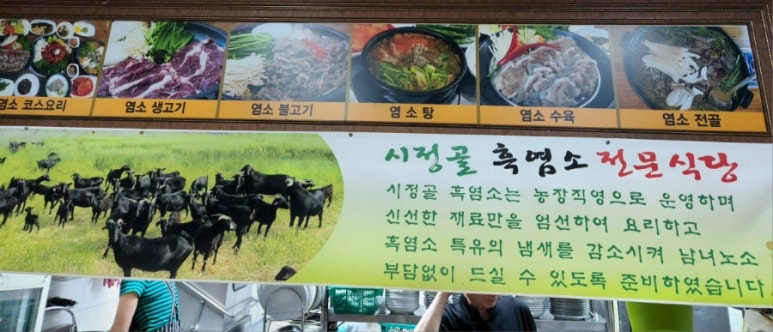 염소 코스요리
염소 생고기
염소 불고기
염 소 탕
염소 수육
염소 전골
시정골 흑염소 전문식당
시정골 흑염소는 농장직영으로 운영하며
신선한 재료만을 엄선하여 요리하고
흑염소 특유의 냄새를 감소시켜 남녀노소
부담없이 드실 수 있도록 준비하였습니다